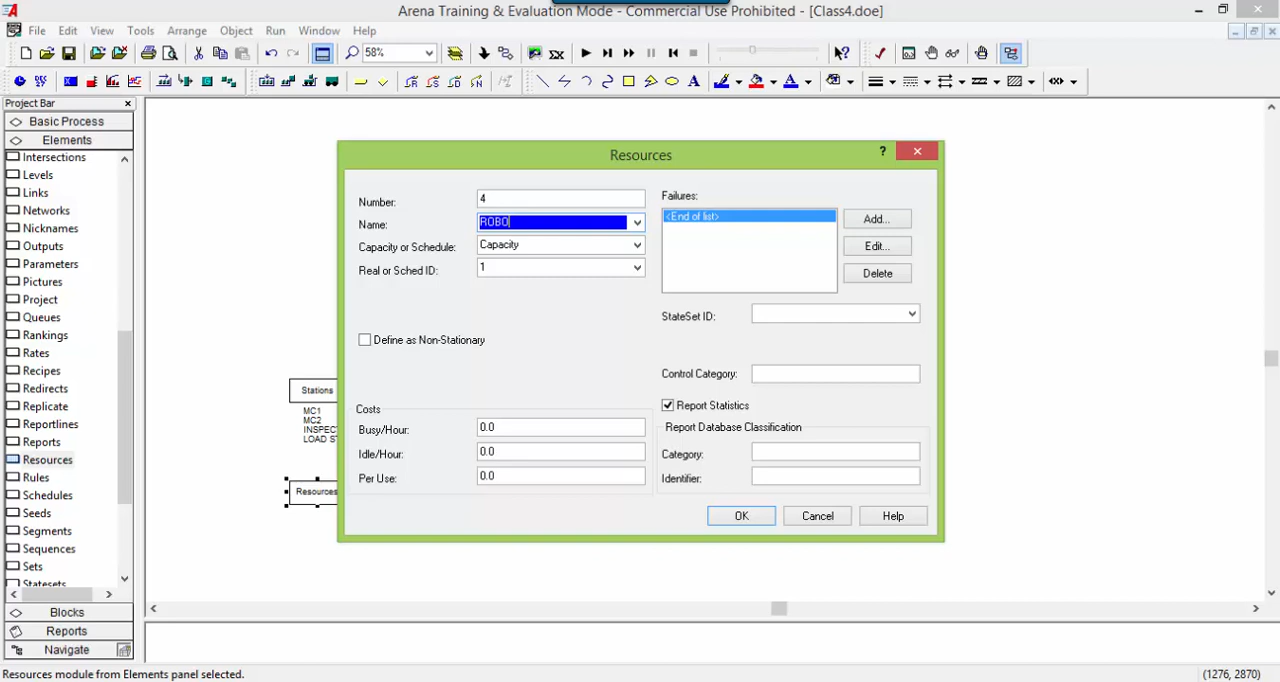 Arena Training & Evaluation Mode - Commercial Use Prohibited - [Class4.doe]
File Edit View Tools Arrange Object Run Window Help
58%
Project Bar
Basic Process
Elements
Intersections
Levels
Links
Networks
Nicknames
Outputs
Parameters
Pictures
Project
Queues
Rankings
Rates
Recipes
Redirects
Replicate
Reportlines
Reports
Resources
Rules
Schedules
Seeds
Segments
Sequences
Sets
Statesets
Blocks
Reports
Navigate
Stations
MC1
MC2
INSPECT
LOAD ST
Resources
Resources
?
Number: 4
Name: ROBO
Capacity or Schedule: Capacity
Real or Sched ID: 1
Define as Non-Stationary
Costs
Busy/Hour: 0.0
Idle/Hour: 0.0
Per Use: 0.0
Failures:
<End of list>
Add...
Edit...
Delete
StateSet ID:
Control Category:
Report Statistics
Report Database Classification
Category:
Identifier:
OK Cancel Help
Resources module from Elements panel selected. (1276, 2870)